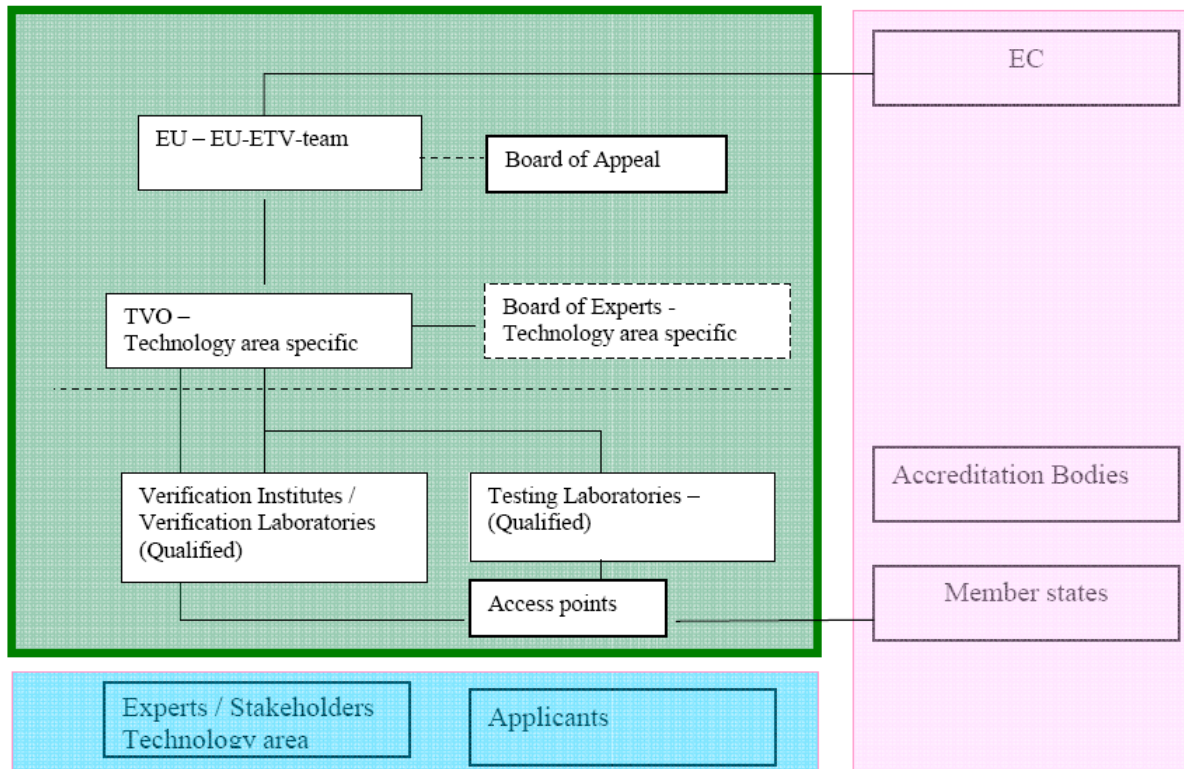 EC
EU – EU-ETV-team
Board of Appeal
TVO –
Technology area specific
Board of Experts -
Technology area specific
Verification Institutes /
Verification Laboratories
(Qualified)
Testing Laboratories –
(Qualified)
Accreditation Bodies
Access points
Member states
Experts / Stakeholders
Technology area
Applicants